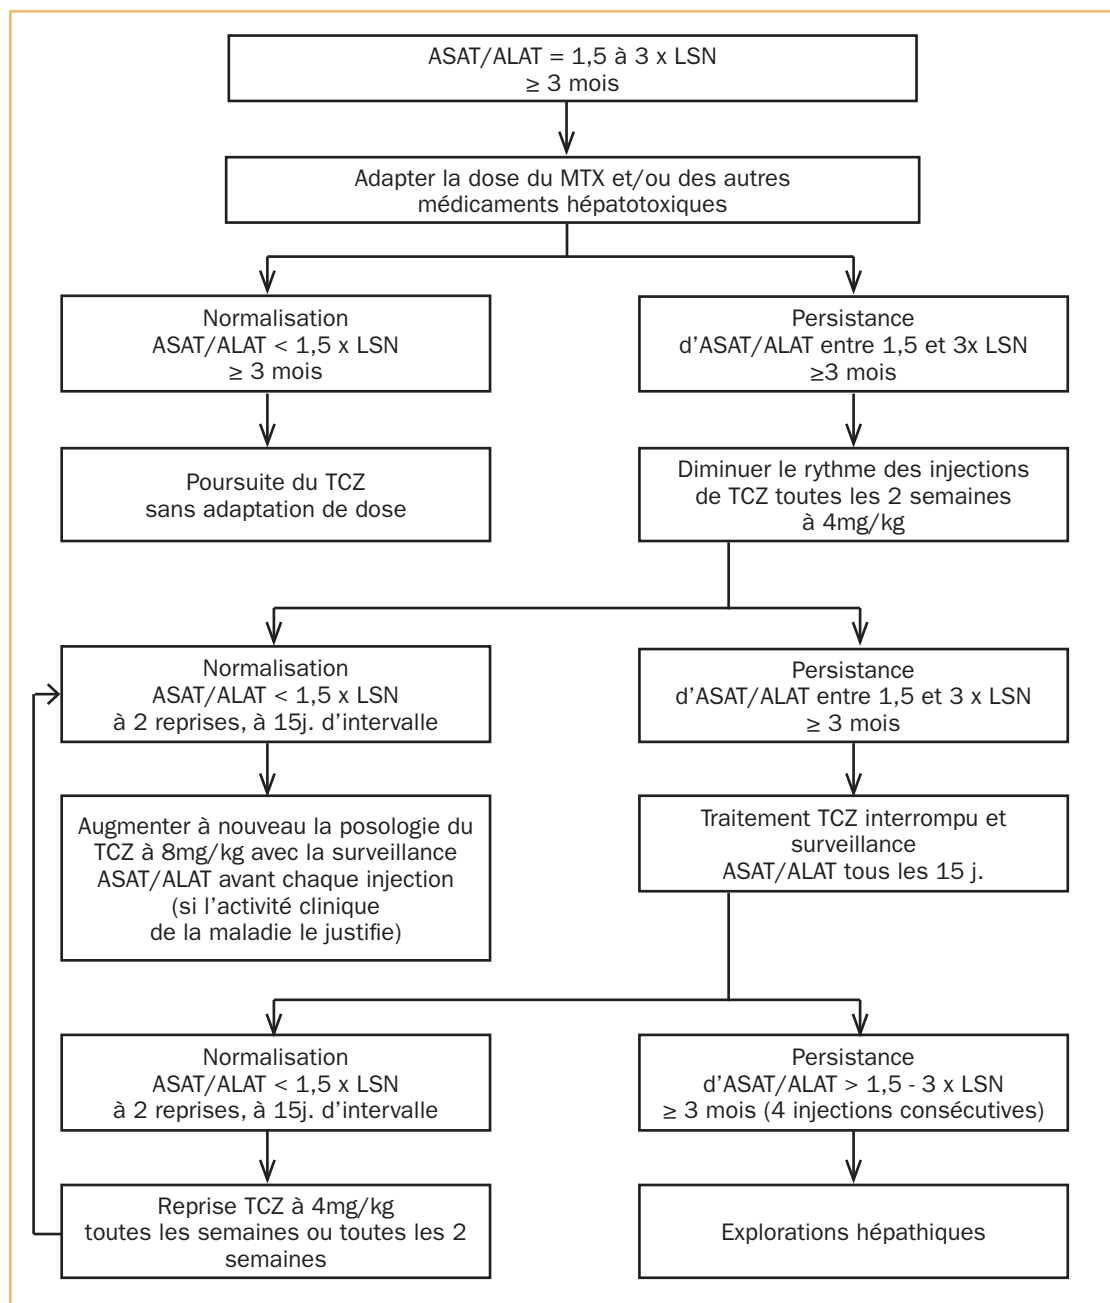 ASAT/ALAT = 1,5 à 3 x LSN
≥ 3 mois
Adapter la dose du MTX et/ou des autres
médicaments hépatotoxiques
Normalisation
ASAT/ALAT < 1,5 x LSN
≥ 3 mois
Persistance
d’ASAT/ALAT entre 1,5 et 3x LSN
≥3 mois
Poursuite du TCZ
sans adaptation de dose
Diminuer le rythme des injections
de TCZ toutes les 2 semaines
à 4mg/kg
Normalisation
ASAT/ALAT < 1,5 x LSN
à 2 reprises, à 15j. d’intervalle
Persistance
d’ASAT/ALAT entre 1,5 et 3 x LSN
≥ 3 mois
Augmenter à nouveau la posologie du
TCZ à 8mg/kg avec la surveillance
ASAT/ALAT avant chaque injection
(si l’activité clinique
de la maladie le justifie)
Traitement TCZ interrompu et
surveillance
ASAT/ALAT tous les 15 j.
Normalisation
ASAT/ALAT < 1,5 x LSN
à 2 reprises, à 15j. d’intervalle
Persistance
d’ASAT/ALAT > 1,5 - 3 x LSN
≥ 3 mois (4 injections consécutives)
Reprise TCZ à 4mg/kg
toutes les semaines ou toutes les 2
semaines
Explorations hépathiques